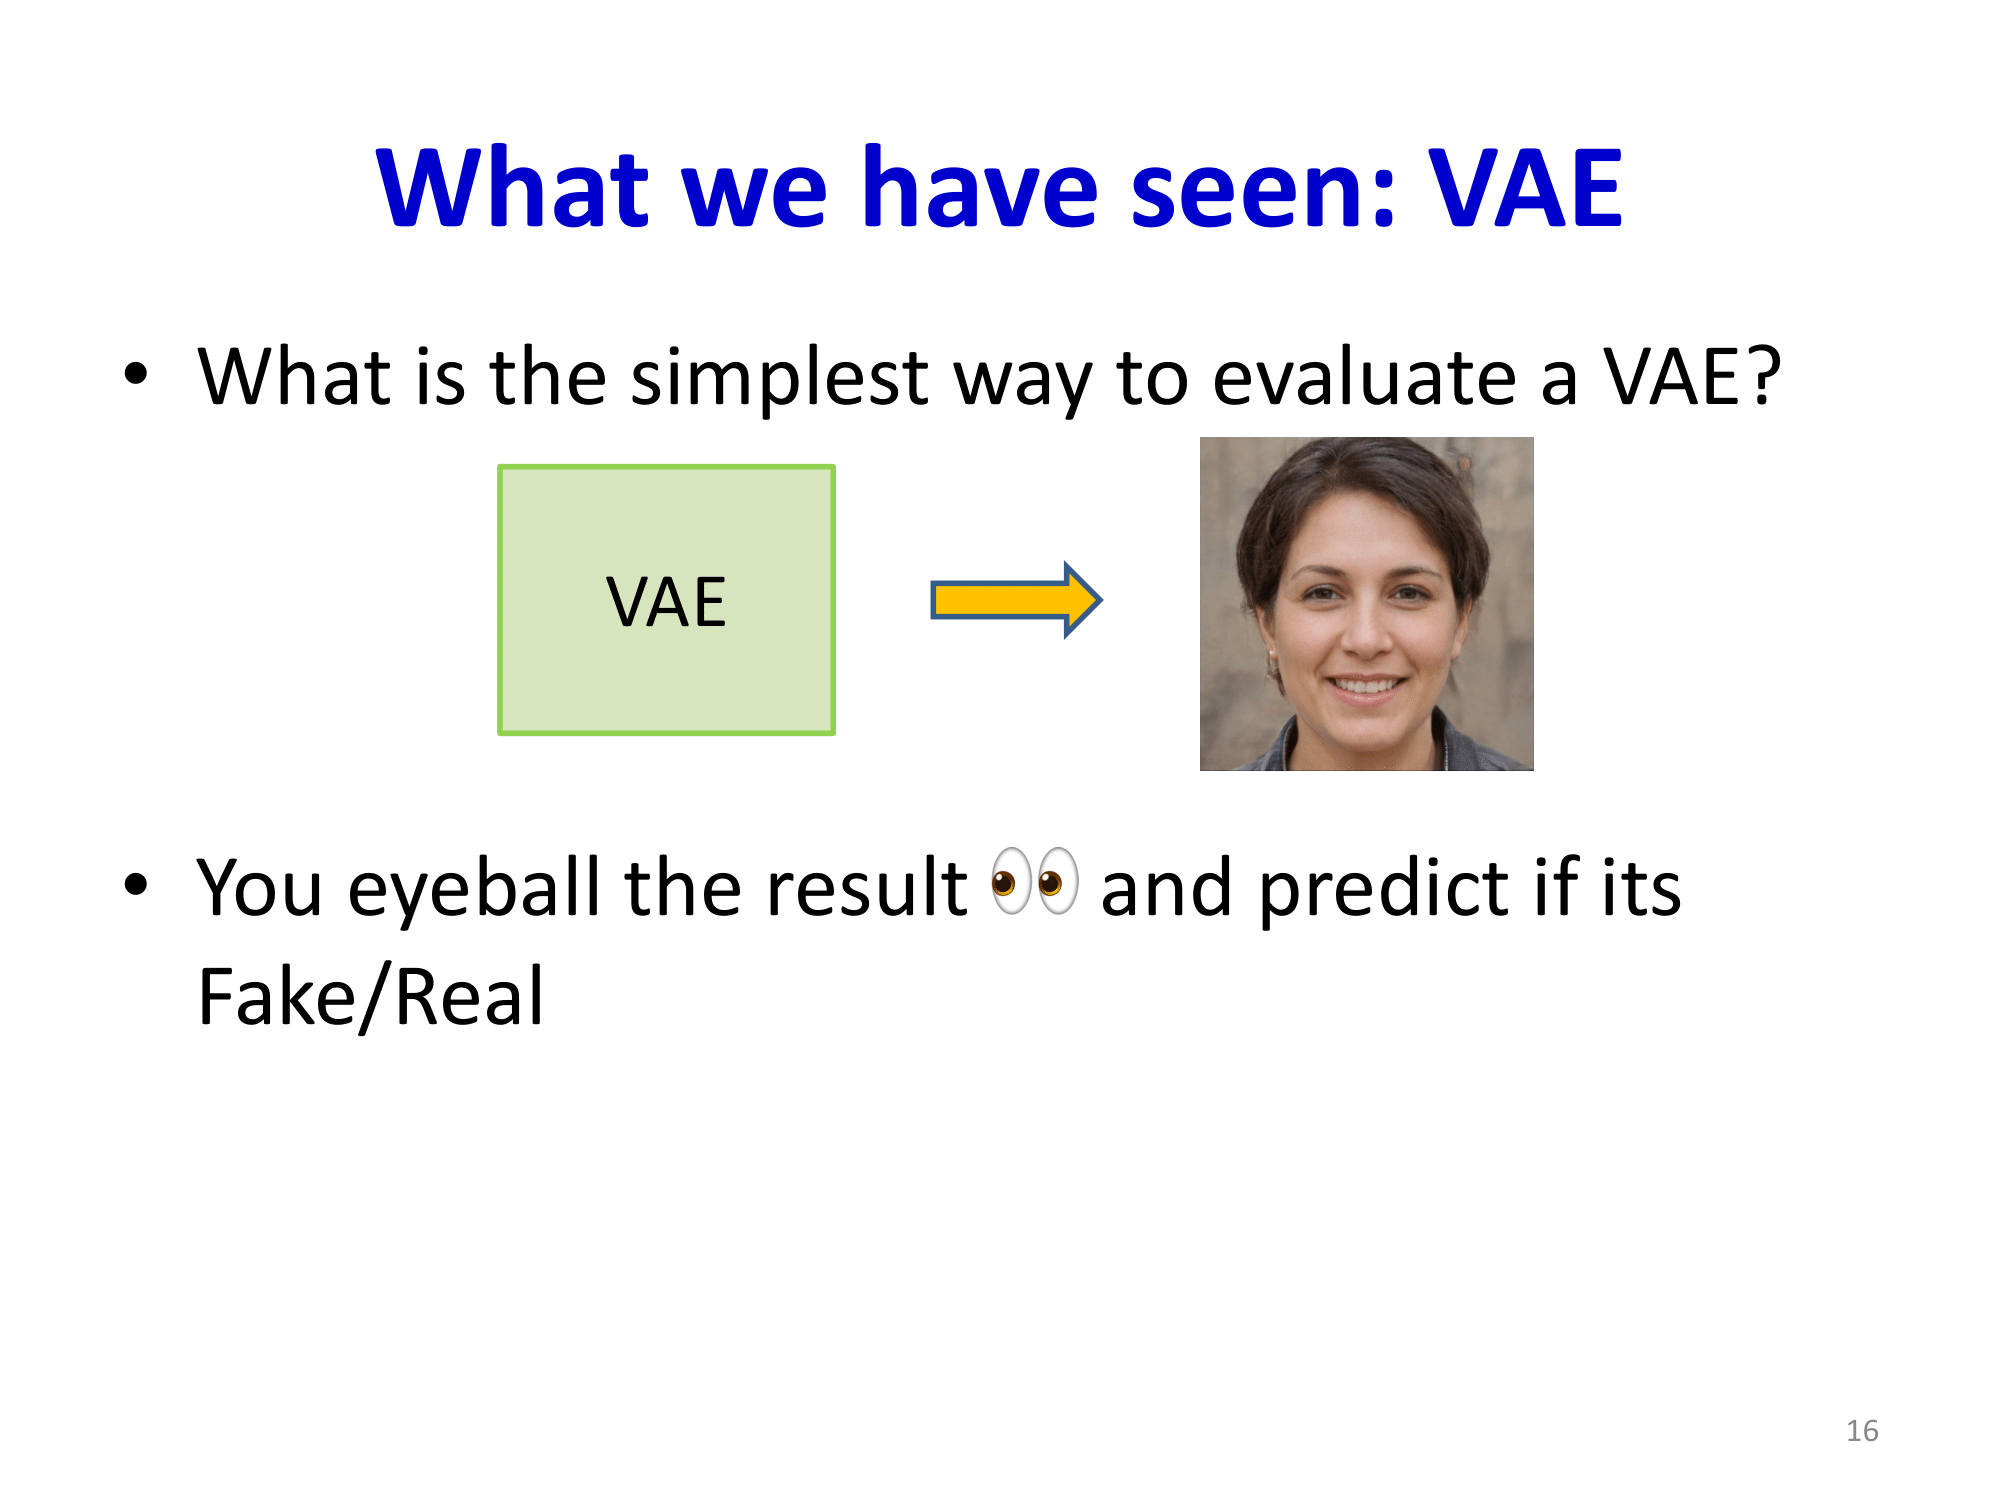 What we have seen: VAE
• What is the simplest way to evaluate a VAE?
VAE
• You eyeball the result 👀 and predict if its
Fake/Real
16